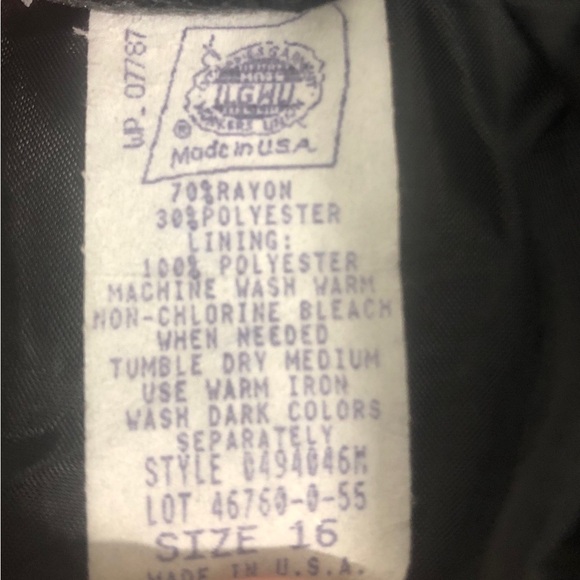 WP-07787
MADE
ILGWU
WORKERS UNION
®
Made in U.S.A.
70%RAYON
30%POLYESTER
LINING:
100% POLYESTER
MACHINE WASH WARM
NON-CHLORINE BLEACH
WHEN NEEDED
TUMBLE DRY MEDIUM
USE WARM IRON
WASH DARK COLORS
SEPARATELY
STYLE 0494046M
LOT 46760-0-55
SIZE 16
MADE IN U.S.A.